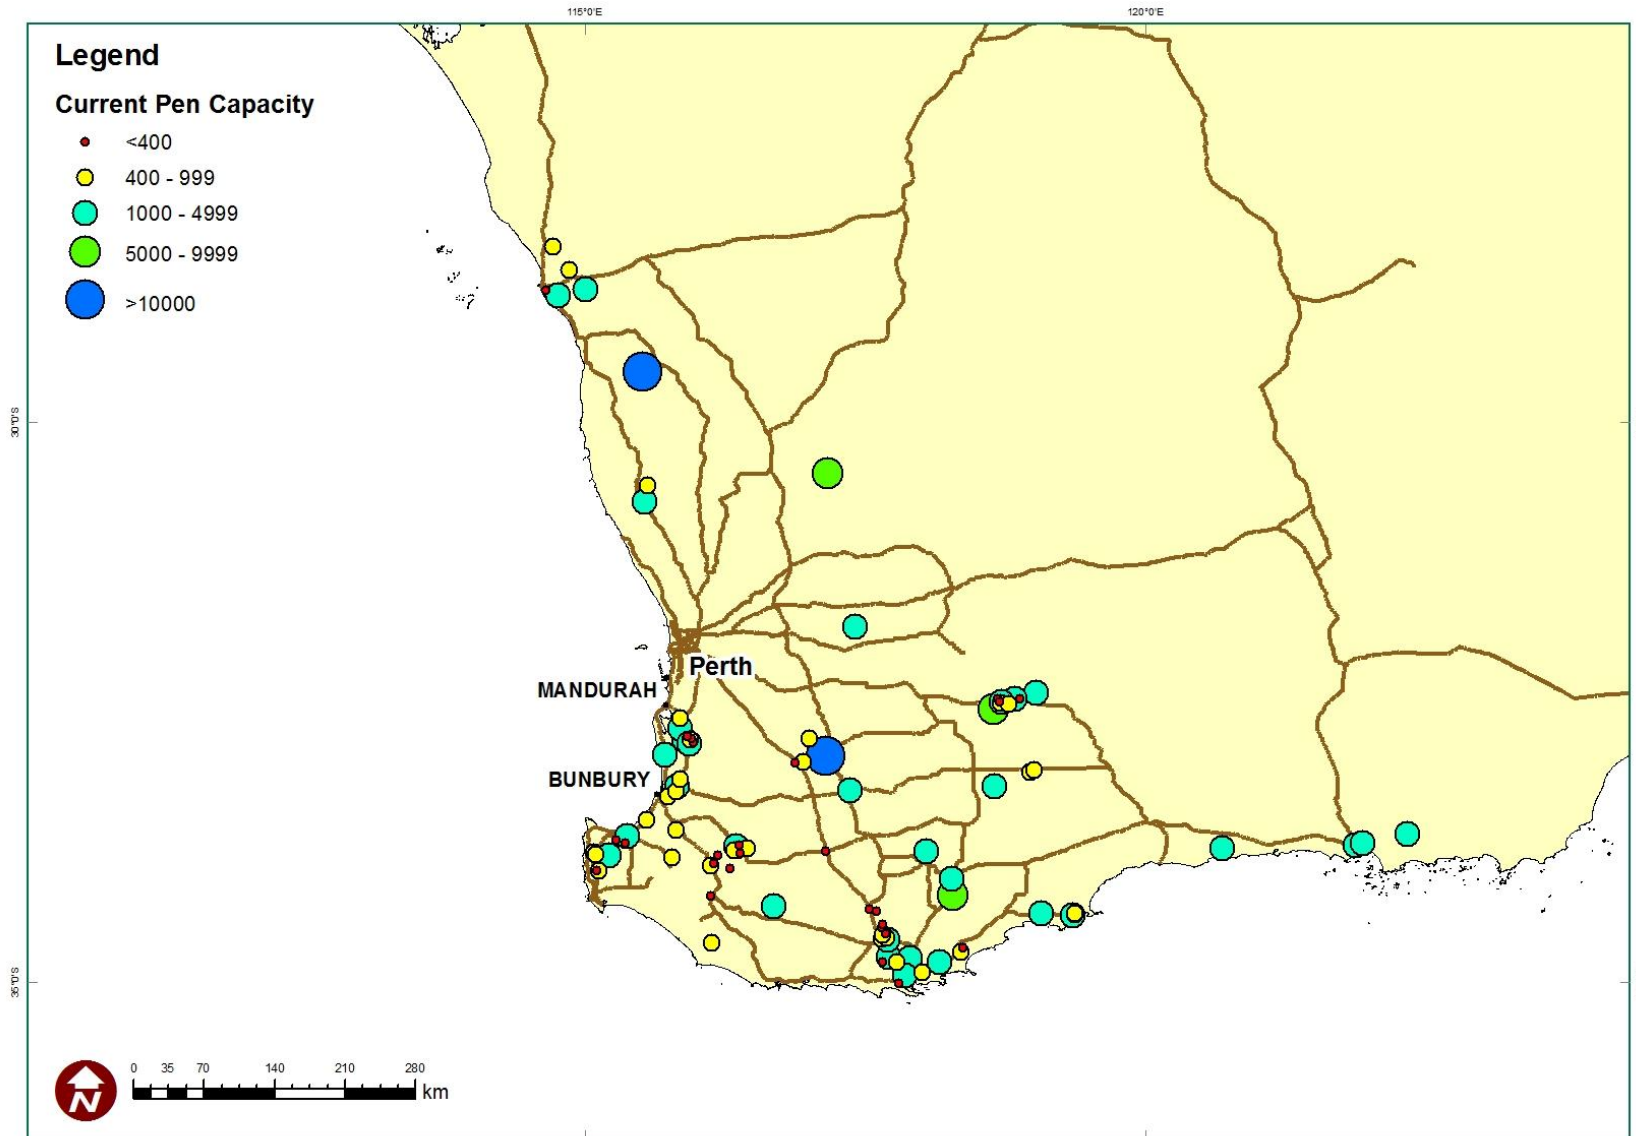 115°0'E
120°0'E
Legend
Current Pen Capacity
<400
400 - 999
1000 - 4999
5000 - 9999
>10000
30°0'S
Perth
MANDURAH
BUNBURY
35°0'S
N
0 35 70 140 210 280
km